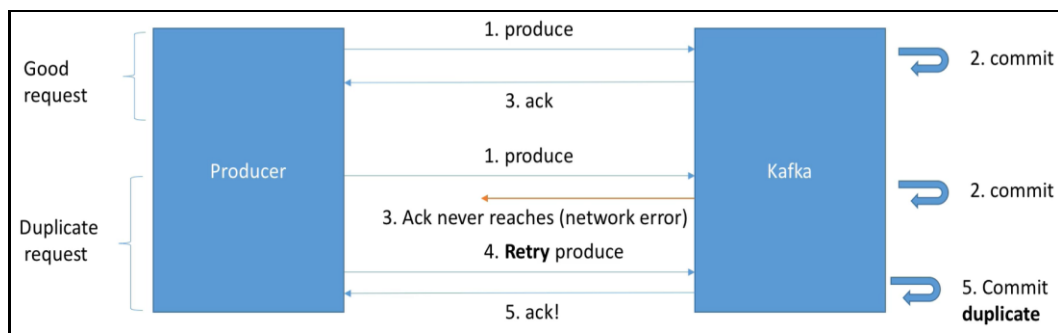 1. produce
Good
request
2. commit
3. ack
Producer
Kafka
1. produce
2. commit
3. Ack never reaches (network error)
Duplicate
request
4. Retry produce
5. ack!
5. Commit
duplicate